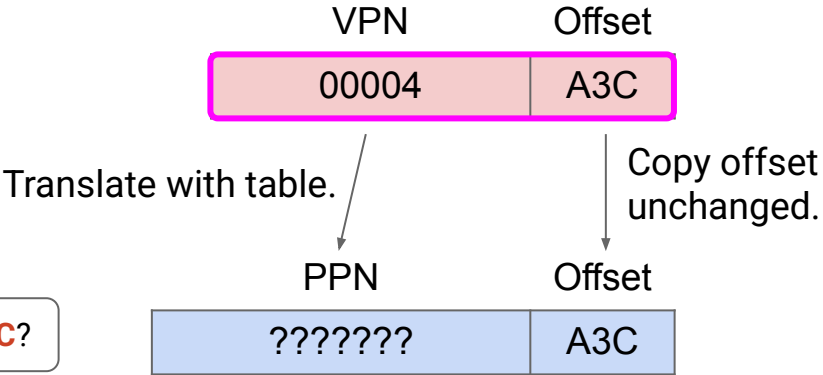 VPN Offset
00004 A3C
Translate with table.
Copy offset
unchanged.
PPN Offset
C?
??????? A3C